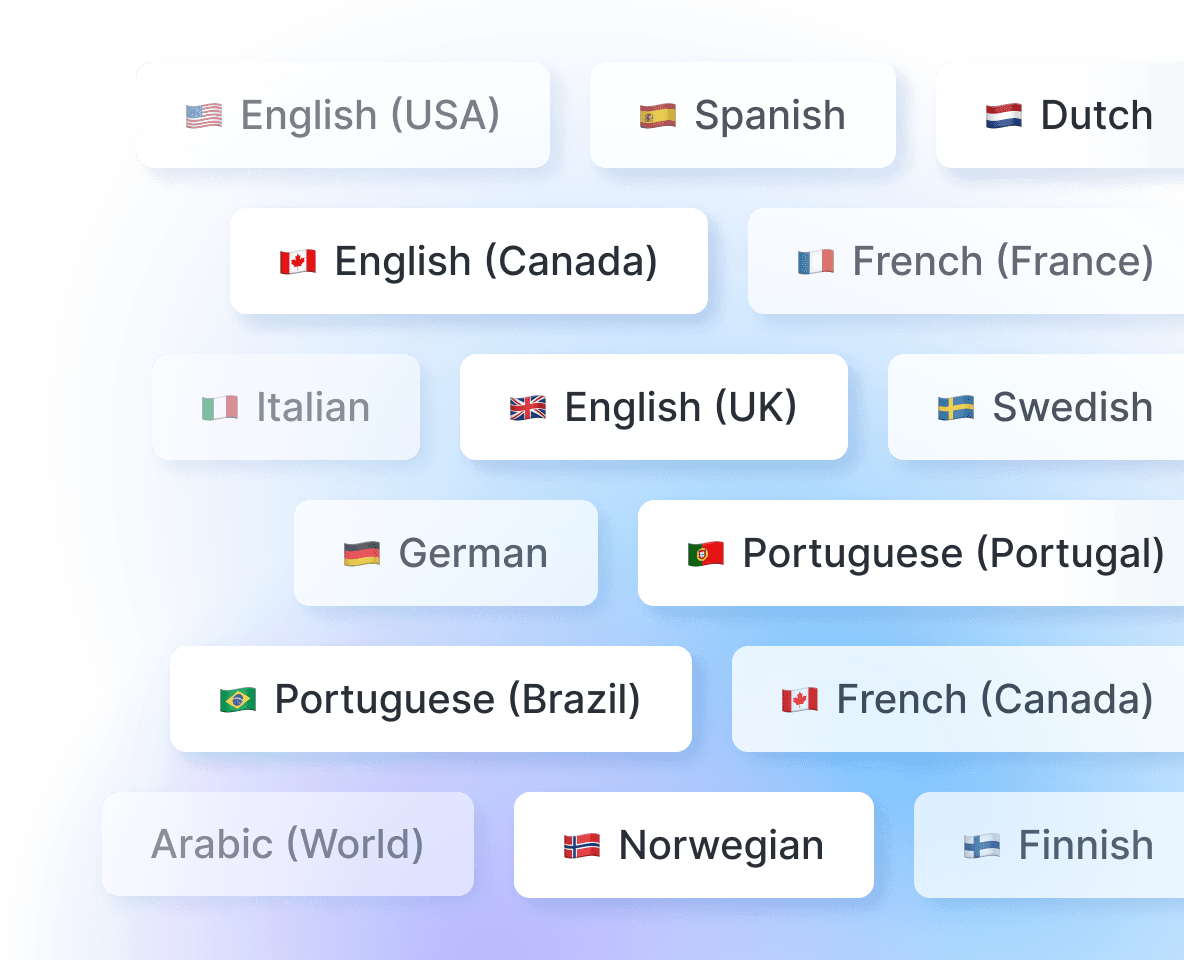 English (USA) Spanish Dutch
English (Canada) French (France)
Italian English (UK) Swedish
German Portuguese (Portugal)
Portuguese (Brazil) French (Canada)
Arabic (World) Norwegian Finnish